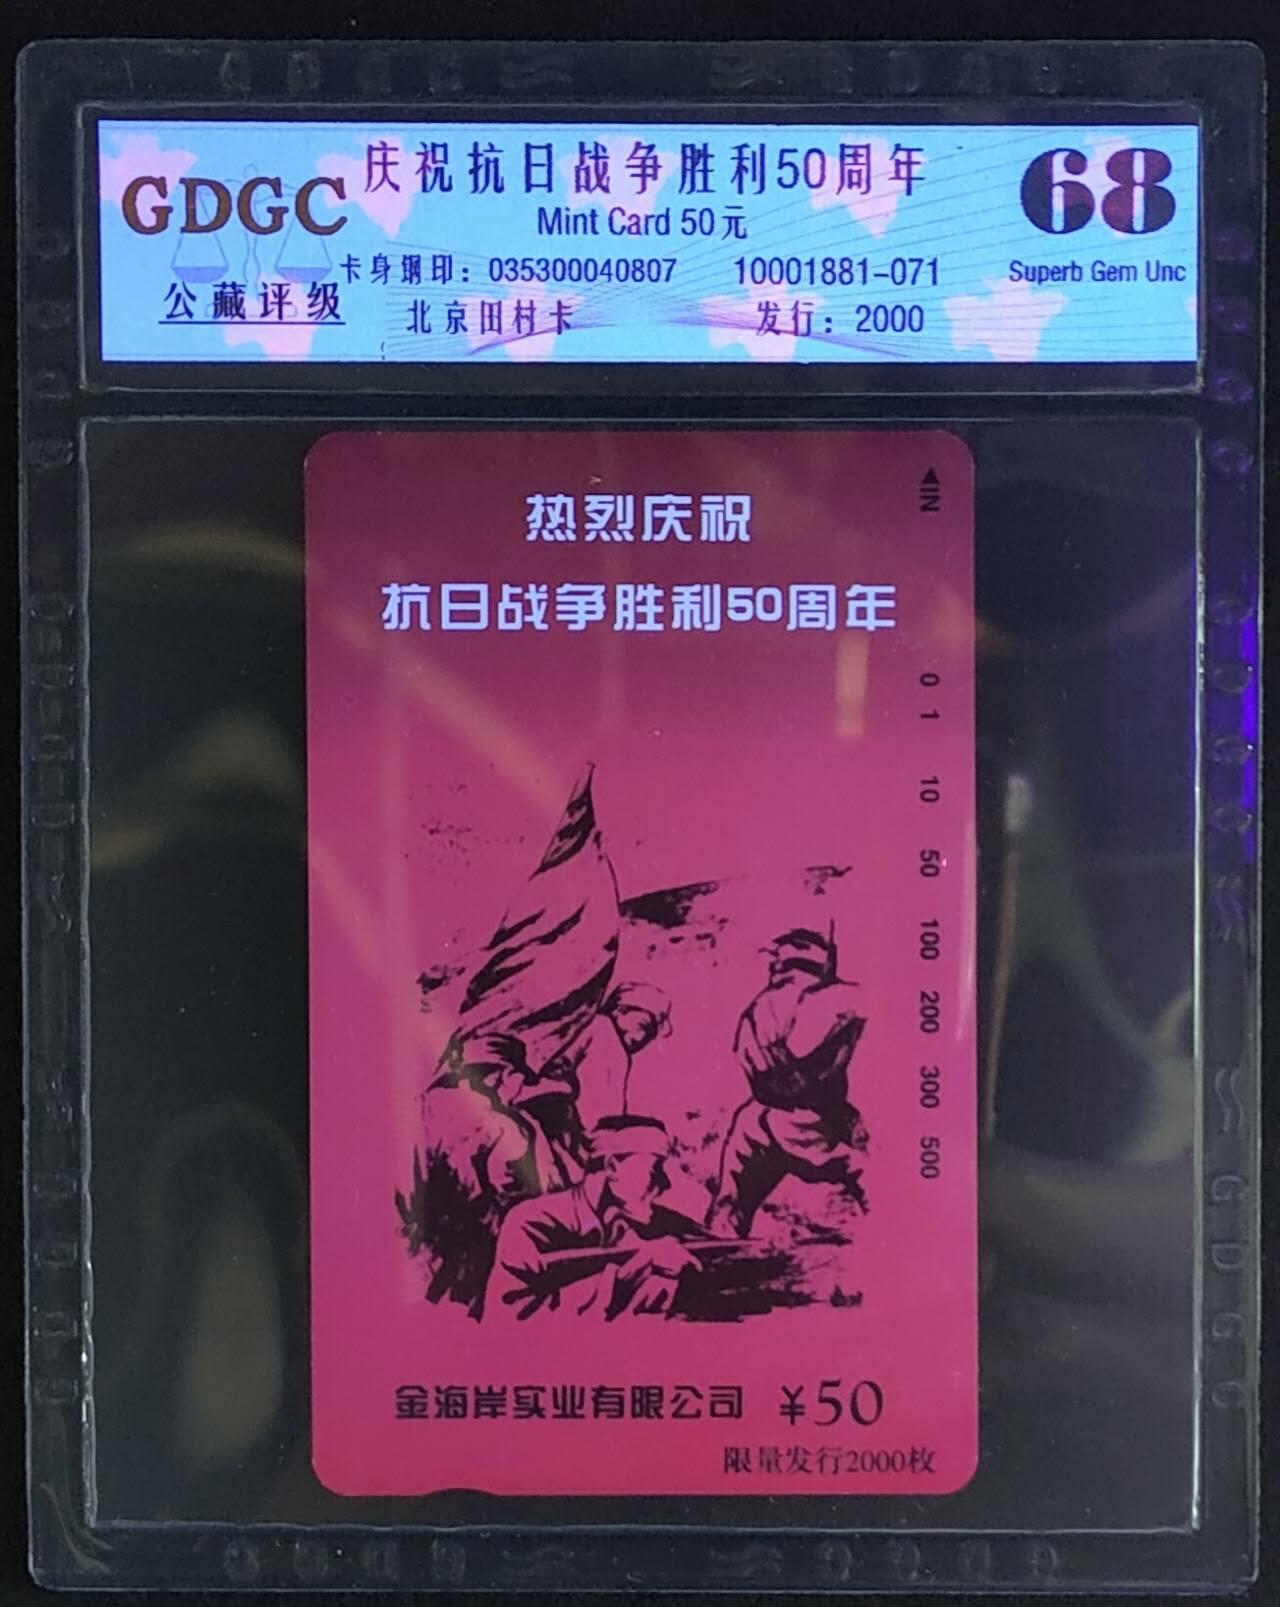 GDGC
公藏评级
庆祝抗日战争胜利50周年
Mint Card 50元
卡身钢印：035300040807 10001881-071
北京田村卡 发行：2000
68
Superb Gem Unc
热烈庆祝
抗日战争胜利50周年
◀IN
0 1 10 50 100 200 300 500
金海岸实业有限公司 ¥50
限量发行2000枚
GDGC